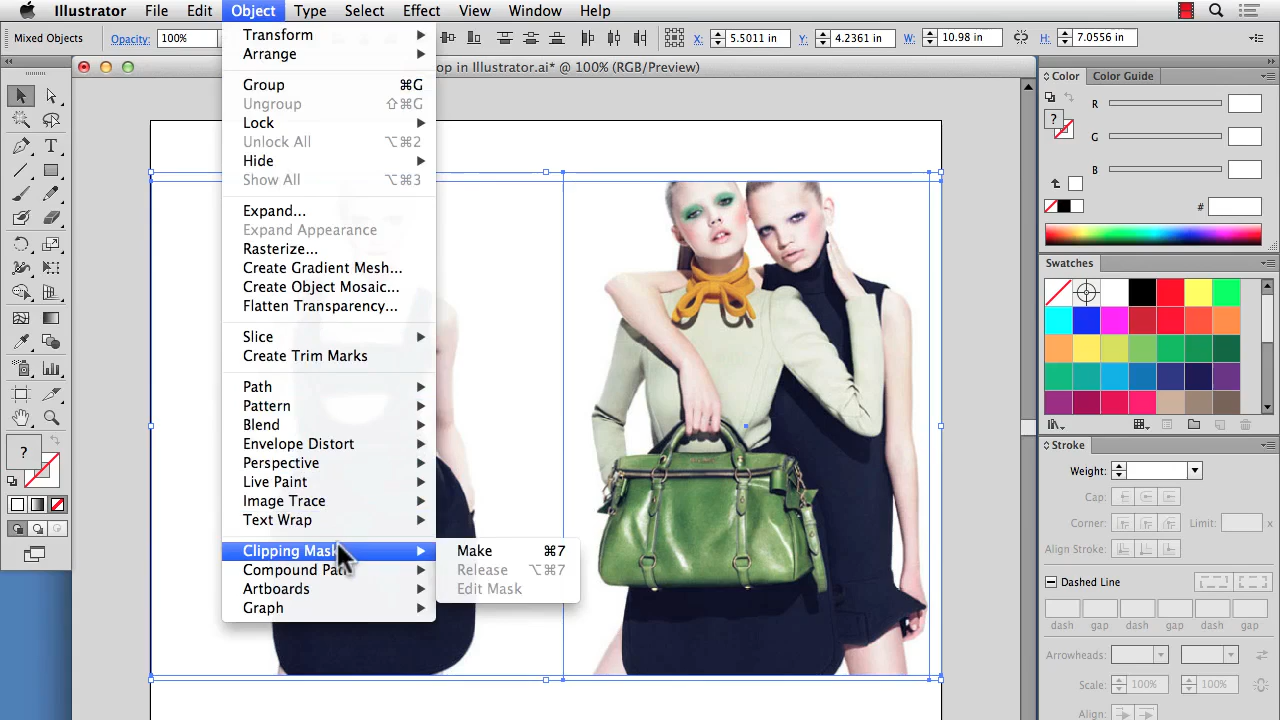 Illustrator File Edit Object Type Select Effect View Window Help
Mixed Objects Opacity: 100% X: 5.5011 in Y: 4.2361 in W: 10.98 in H: 7.0556 in
op in Illustrator.ai* @ 100% (RGB/Preview)
Transform
Arrange
Group ⌘G
Ungroup ⇧⌘G
Lock
Unlock All ⌥⌘2
Hide
Show All ⌥⌘3
Expand...
Expand Appearance
Rasterize...
Create Gradient Mesh...
Create Object Mosaic...
Flatten Transparency...
Slice
Create Trim Marks
Path
Pattern
Blend
Envelope Distort
Perspective
Live Paint
Image Trace
Text Wrap
Clipping Mask
Compound Pat
Artboards
Graph
Make ⌘7
Release ⌥⌘7
Edit Mask
T
?
Color Color Guide
?
R
G
B
#
Swatches
Stroke
Weight:
Cap:
Corner: Limit: x
Align Stroke:
Dashed Line
dash gap dash gap dash gap
Arrowheads:
Scale: 100% 100%
Align: